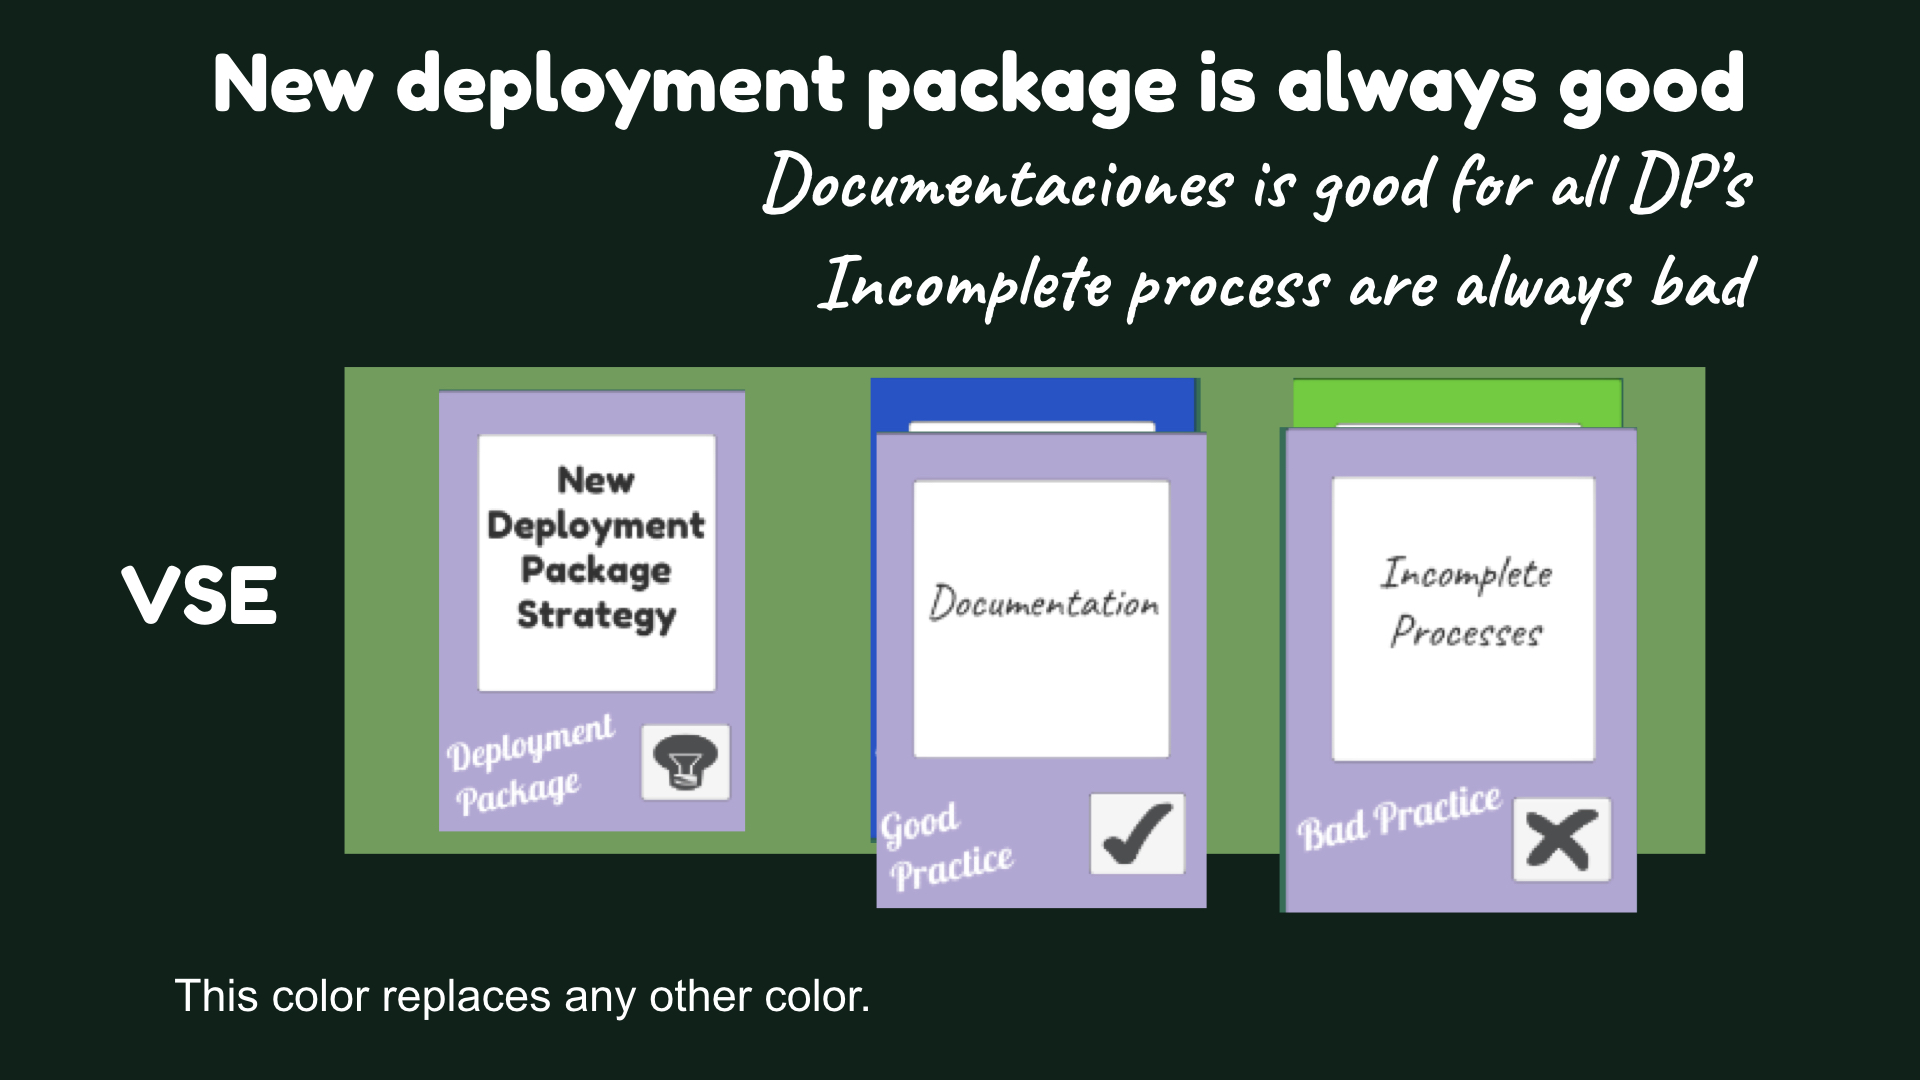 New deployment package is always good
Documentaciones is good for all DP's
Incomplete process are always bad
VSE
New
Deployment
Package
Strategy
Deployment
Package
Documentation
Good
Practice
Incomplete
Processes
Bad Practice
This color replaces any other color.